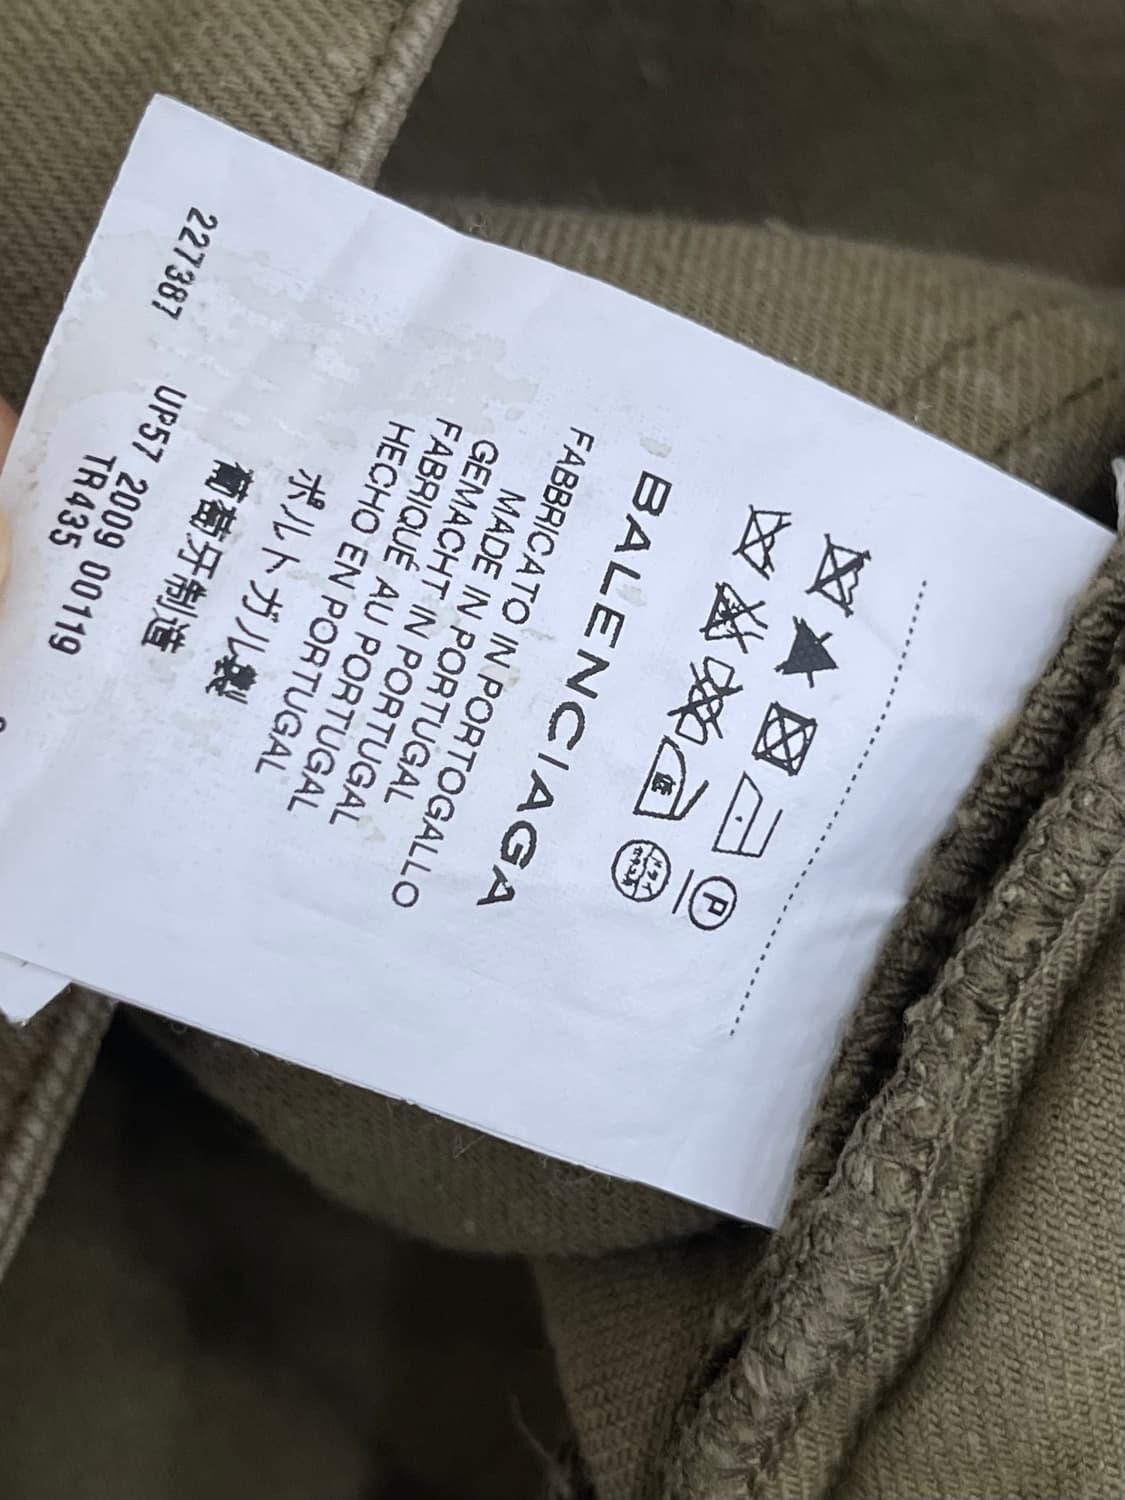 P
低
BALENCIAGA
FABBRICATO IN PORTOGALLO
MADE IN PORTUGAL
GEMACHT IN PORTUGAL
FABRIQUÉ AU PORTUGAL
HECHO EN PORTUGAL
ポルトガル製
葡萄牙制造
227387 UP57 2009 00119
TR435